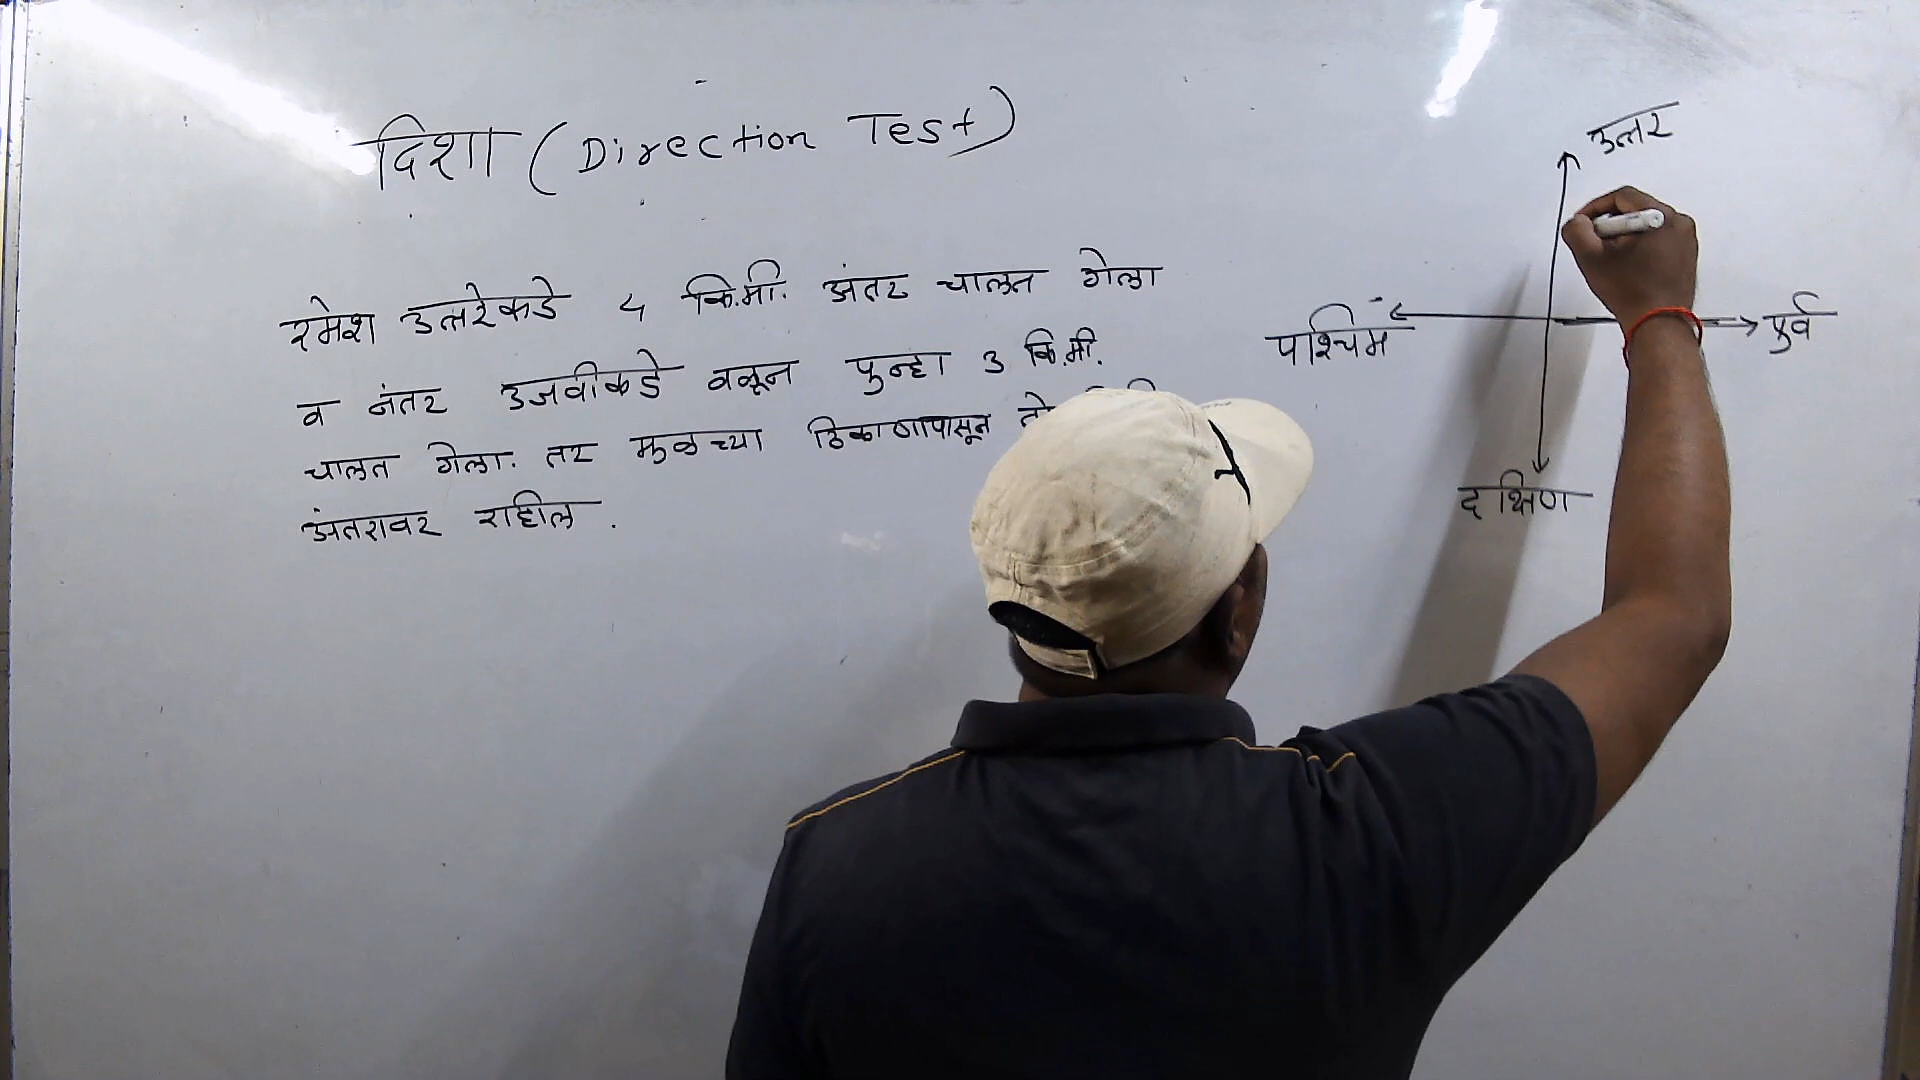 दिशा (Direction Test)
रमेश उत्तरेकडे ४ कि.मी. अंतर चालत गेला
व नंतर उजवीकडे वळून पुन्हा ३ कि.मी.
चालत गेला. तर मुळच्या ठिकाणापासून तो
अंतरावर राहील.
उत्तर
पश्चिम
पुर्व
दक्षिण